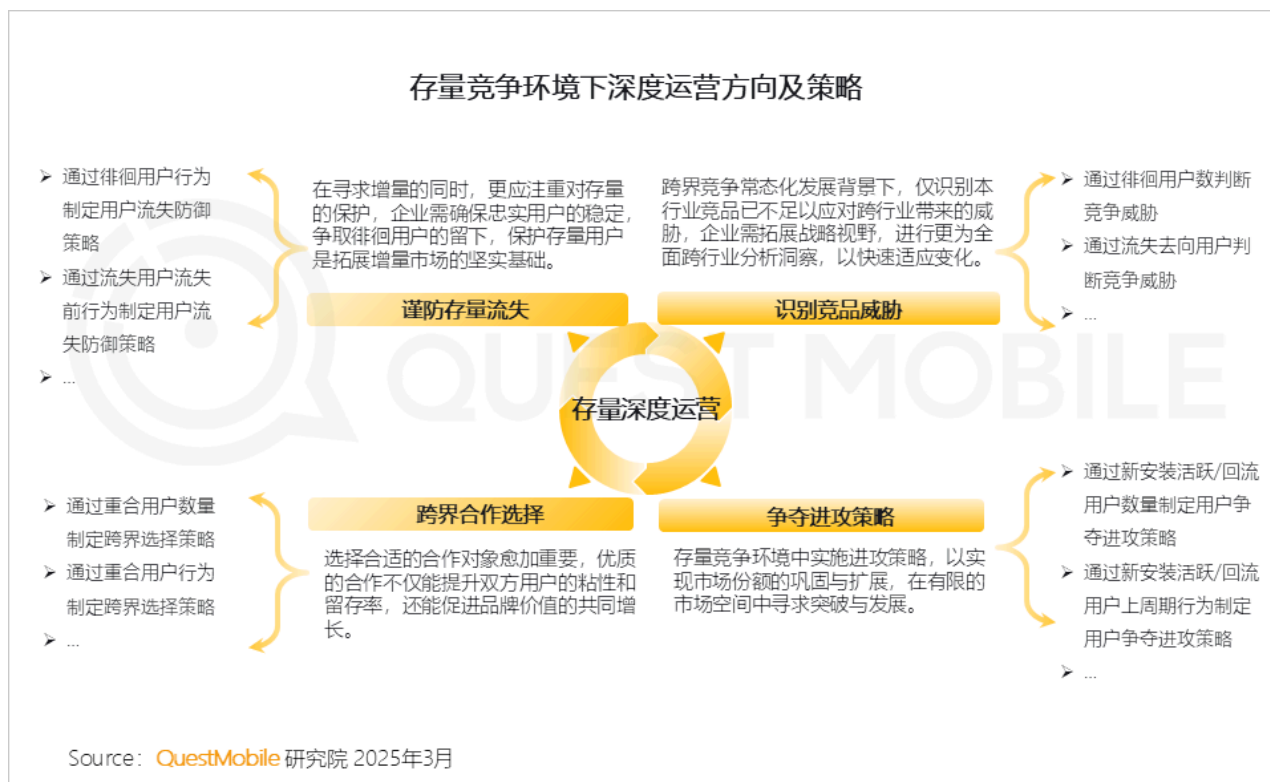 存量竞争环境下深度运营方向及策略
➢ 通过徘徊用户行为
制定用户流失防御
策略
➢ 通过流失用户流失
前行为制定用户流
失防御策略
➢ ...
在寻求增量的同时，更应注重对存量
的保护，企业需确保忠实用户的稳定，
争取徘徊用户的留下，保护存量用户
是拓展增量市场的坚实基础。
谨防存量流失
跨界竞争常态化发展背景下，仅识别本
行业竞品已不足以应对跨行业带来的威
胁，企业需拓展战略视野，进行更为全
面跨行业分析洞察，以快速适应变化。
识别竞品威胁
➢ 通过徘徊用户数判断
竞争威胁
➢ 通过流失去向用户判
断竞争威胁
➢ ...
QUEST MOBILE
存量深度运营
➢ 通过重合用户数量
制定跨界选择策略
➢ 通过重合用户行为
制定跨界选择策略
➢ ...
跨界合作选择
选择合适的合作对象愈加重要，优质
的合作不仅能提升双方用户的粘性和
留存率，还能促进品牌价值的共同增
长。
争夺进攻策略
存量竞争环境中实施进攻策略，以实
现市场份额的巩固与扩展，在有限的
市场空间中寻求突破与发展。
➢ 通过新安装活跃/回流
用户数量制定用户争
夺进攻策略
➢ 通过新安装活跃/回流
用户上周期行为制定
用户争夺进攻策略
➢ ...
Source：QuestMobile 研究院 2025年3月